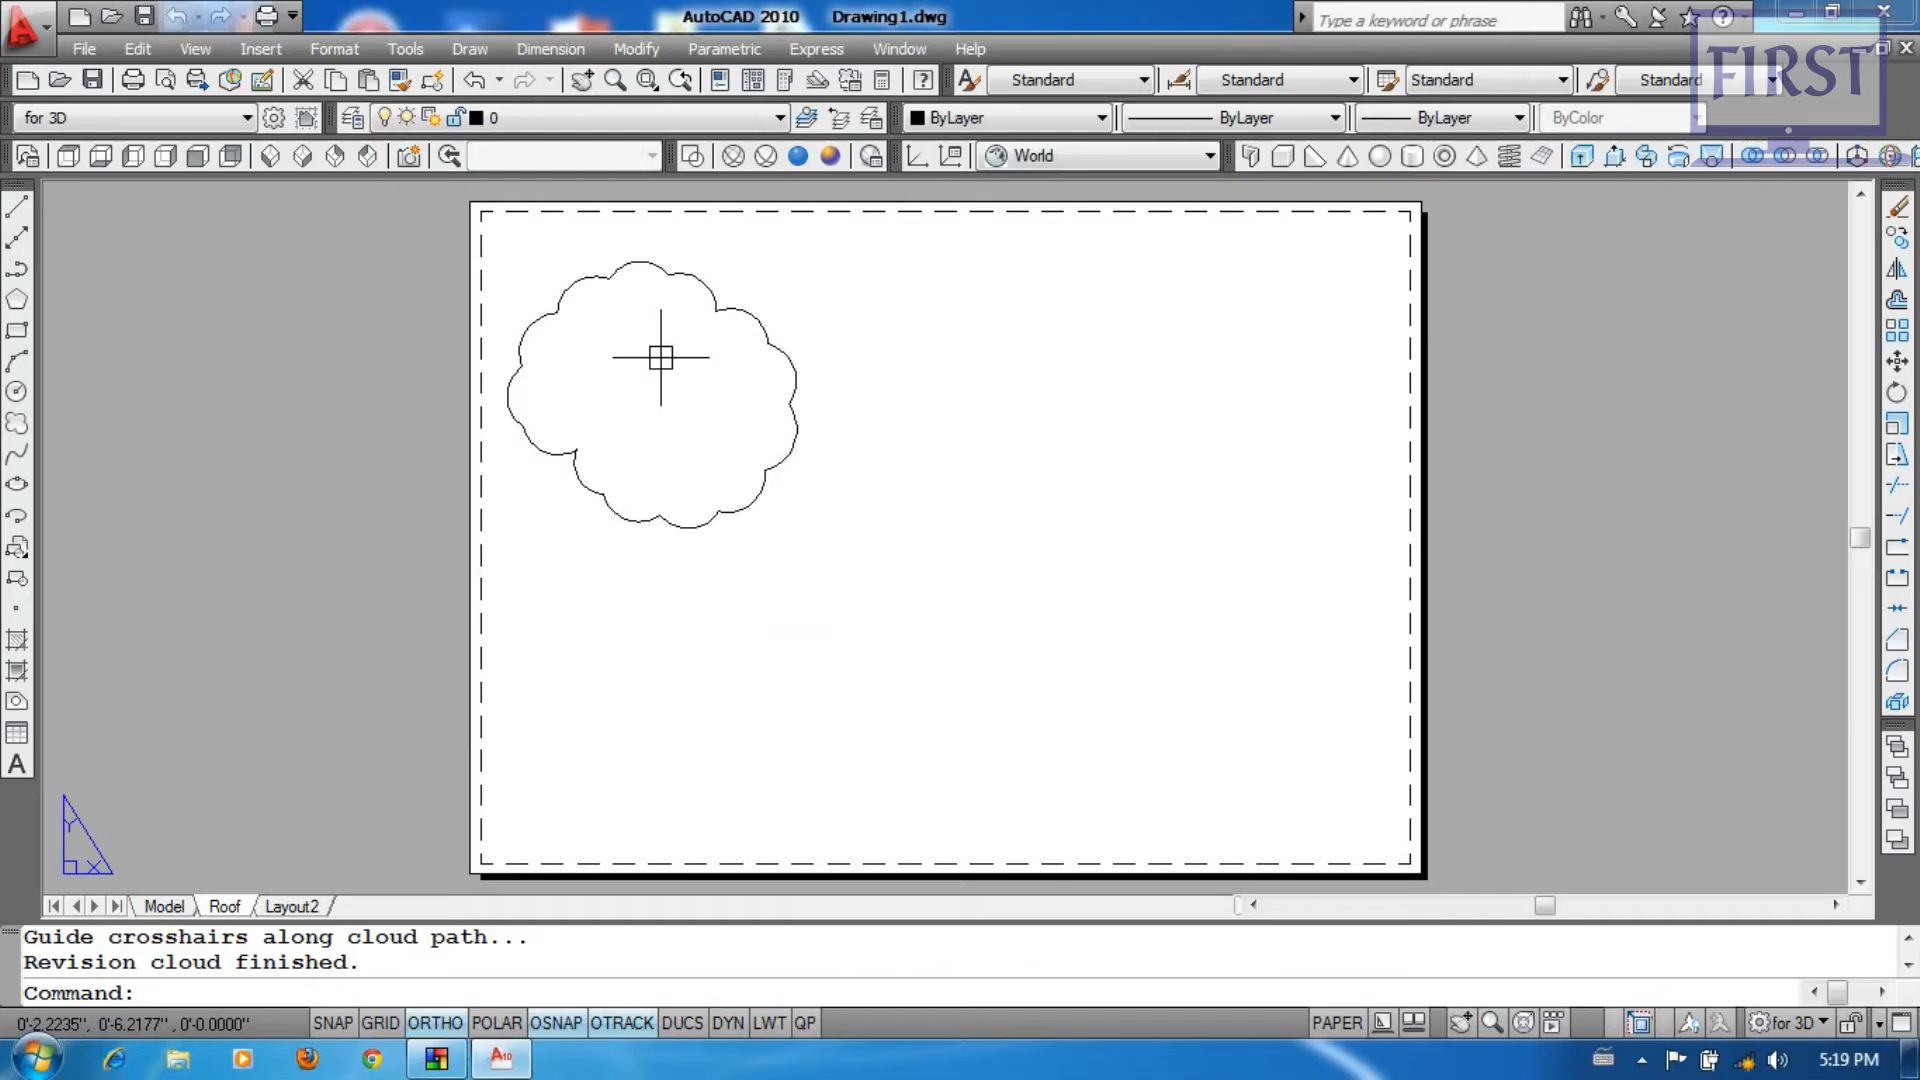 AutoCAD 2010 Drawing1.dwg
Type a keyword or phrase
FIRST
File Edit View Insert Format Tools Draw Dimension Modify Parametric Express Window Help
Standard Standard Standard Standard
for 3D 0 ByLayer ByLayer ByLayer ByColor
World
A
Y
X
Model Roof Layout2
Guide crosshairs along cloud path...
Revision cloud finished.
Command:
0'-2.2235", 0'-6.2177" , 0'-0.0000" SNAP GRID ORTHO POLAR OSNAP OTRACK DUCS DYN LWT QP PAPER for 3D
A10 5:19 PM